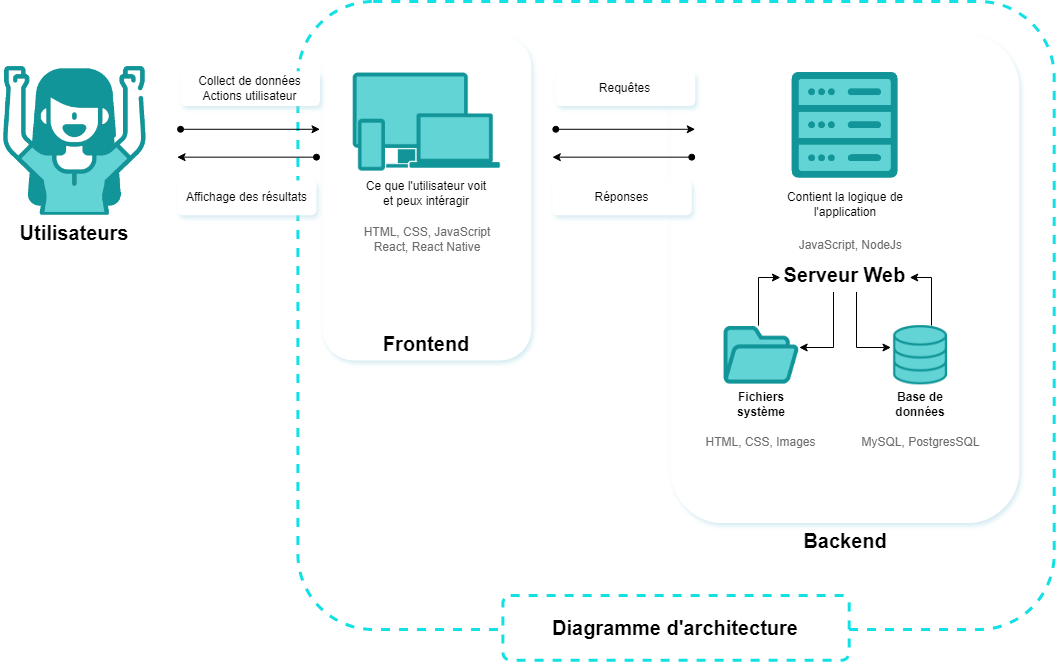 Collect de données
Actions utilisateur
Affichage des résultats
Utilisateurs
Ce que l'utilisateur voit
et peux intéragir
HTML, CSS, JavaScript
React, React Native
Frontend
Requêtes
Réponses
Contient la logique de
l'application
JavaScript, NodeJs
Serveur Web
Fichiers
système
HTML, CSS, Images
Base de
données
MySQL, PostgresSQL
Backend
Diagramme d'architecture